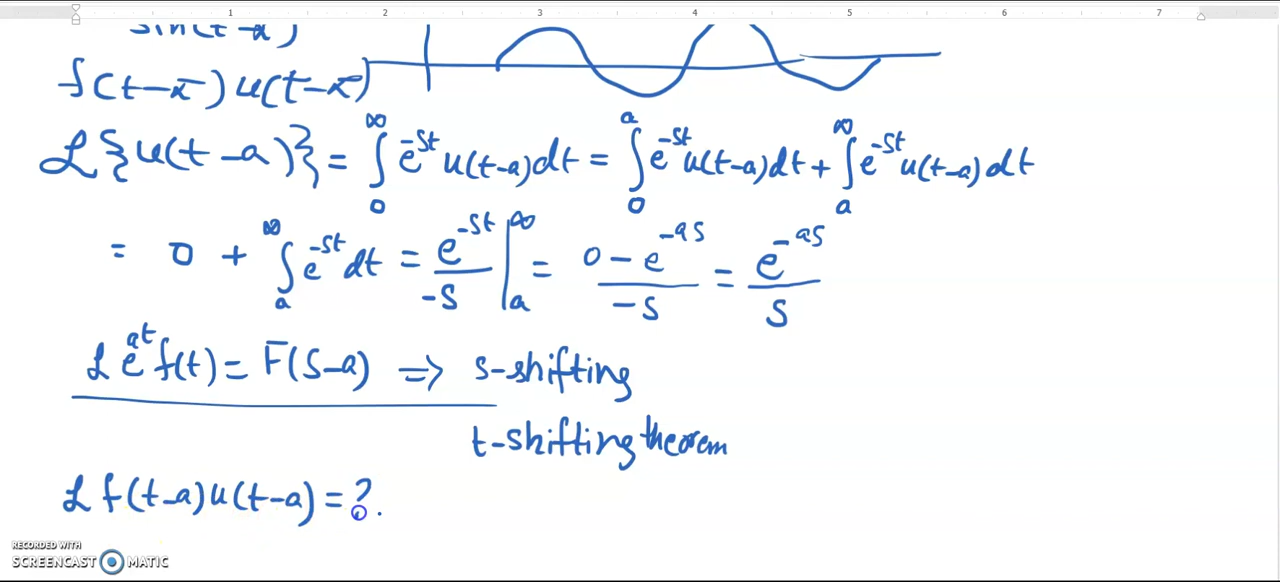 1 2 3 4 5 6 7
sin(t-π)
f(t-π) u(t-π)
ℒ{u(t-a)} = ∫₀^∞ e^{-st} u(t-a)dt = ∫₀^a e^{-st} u(t-a)dt + ∫ₐ^∞ e^{-st} u(t-a)dt
= 0 + ∫ₐ^∞ e^{-st} dt = e^{-st}/-s |ₐ^∞ = (0 - e^{-as})/-s = e^{-as}/s
ℒ e^{at} f(t) = F(s-a) ⇒ s-shifting
t-shifting theorem
ℒ f(t-a)u(t-a) = ?.
RECORDED WITH
SCREENCAST MATIC